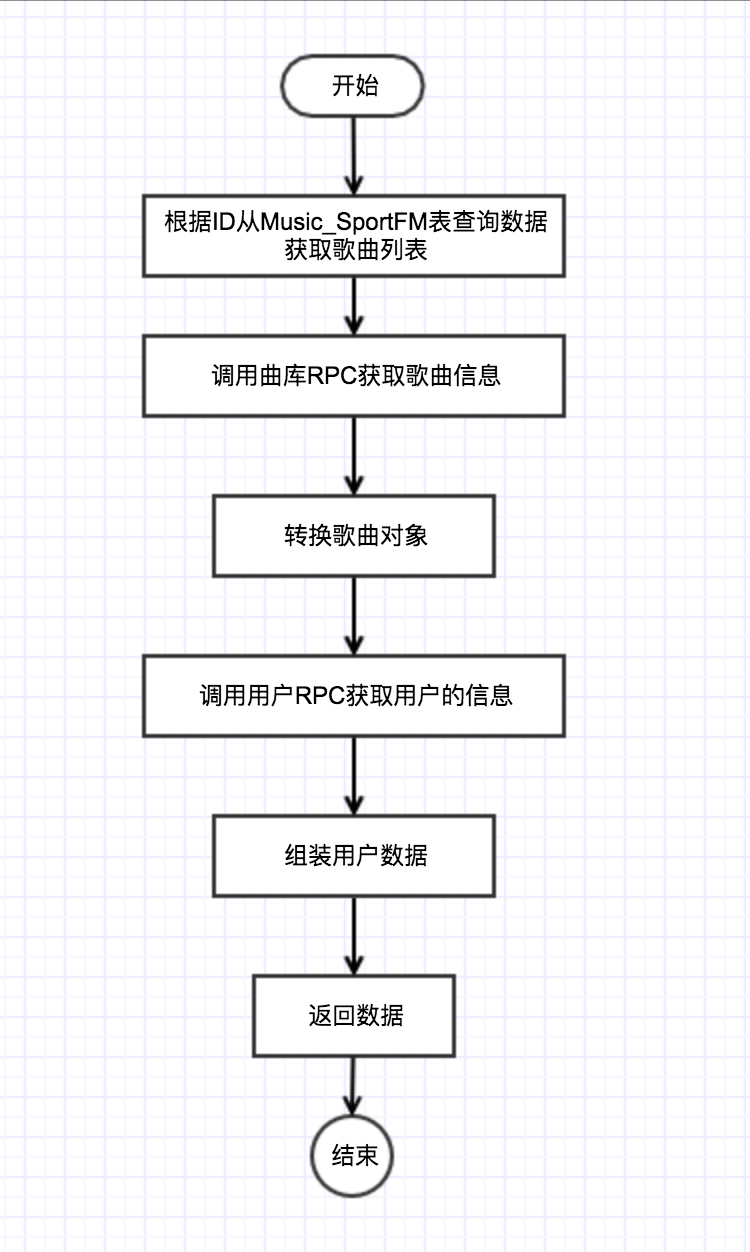 开始
根据ID从Music_SportFM表查询数据
获取歌曲列表
调用曲库RPC获取歌曲信息
转换歌曲对象
调用用户RPC获取用户的信息
组装用户数据
返回数据
结束